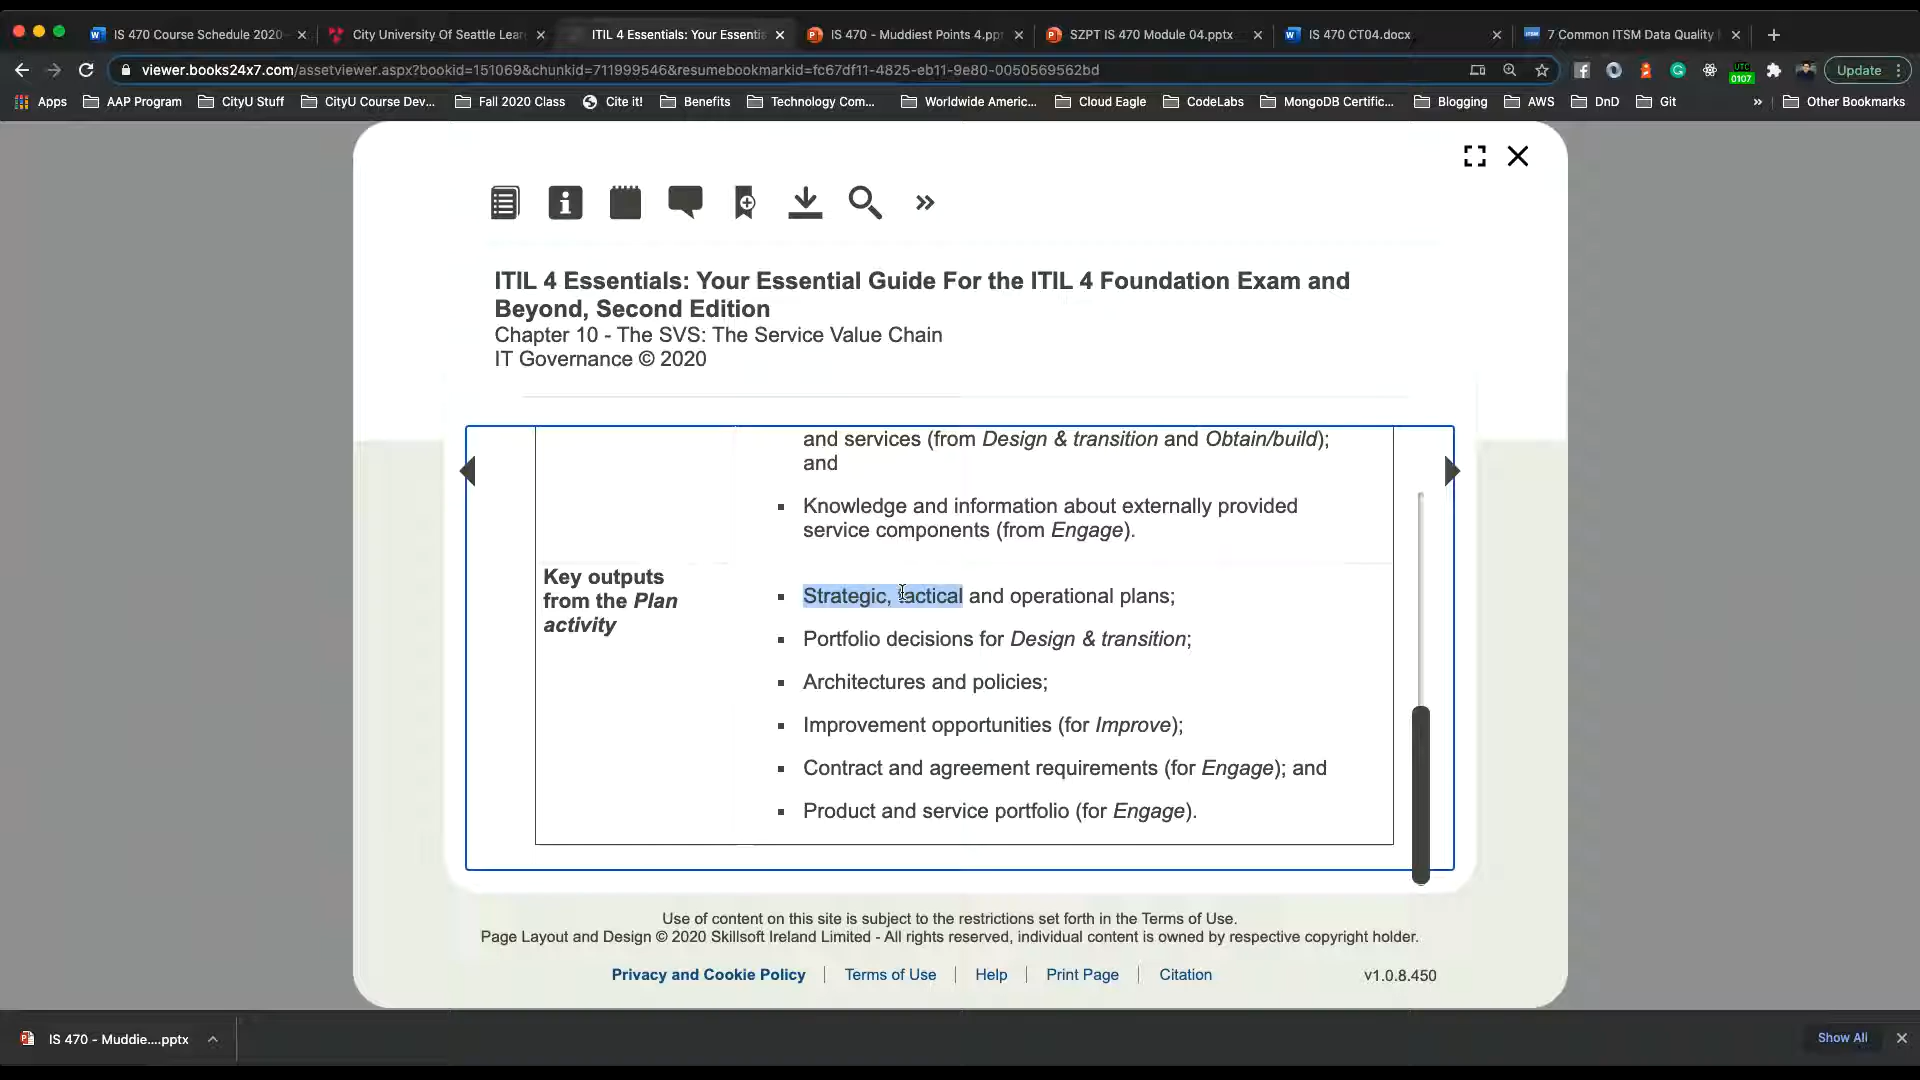 IS 470 Course Schedule 2020
City University Of Seattle Lear
ITIL 4 Essentials: Your Essentia
IS 470 - Muddiest Points 4.ppt
SZPT IS 470 Module 04.pptx
IS 470 CT04.docx
7 Common ITSM Data Quality
viewer.books24x7.com/assetviewer.aspx?bookid=151069&chunkid=711999546&resumebookmarkid=fc67df11-4825-eb11-9e80-0050569562bd
UTC
0107
Update
Apps
AAP Program
CityU Stuff
CityU Course Dev...
Fall 2020 Class
Cite it!
Benefits
Technology Com...
Worldwide Americ...
Cloud Eagle
CodeLabs
MongoDB Certific...
Blogging
AWS
DnD
Git
»
Other Bookmarks
ITIL 4 Essentials: Your Essential Guide For the ITIL 4 Foundation Exam and
Beyond, Second Edition
Chapter 10 - The SVS: The Service Value Chain
IT Governance © 2020
and services (from Design & transition and Obtain/build);
and
▪ Knowledge and information about externally provided
service components (from Engage).
Key outputs
from the Plan
activity
▪ Strategic, tactical and operational plans;
▪ Portfolio decisions for Design & transition;
▪ Architectures and policies;
▪ Improvement opportunities (for Improve);
▪ Contract and agreement requirements (for Engage); and
▪ Product and service portfolio (for Engage).
Use of content on this site is subject to the restrictions set forth in the Terms of Use.
Page Layout and Design © 2020 Skillsoft Ireland Limited - All rights reserved, individual content is owned by respective copyright holder.
Privacy and Cookie Policy | Terms of Use | Help | Print Page | Citation
v1.0.8.450
IS 470 - Muddie....pptx
Show All